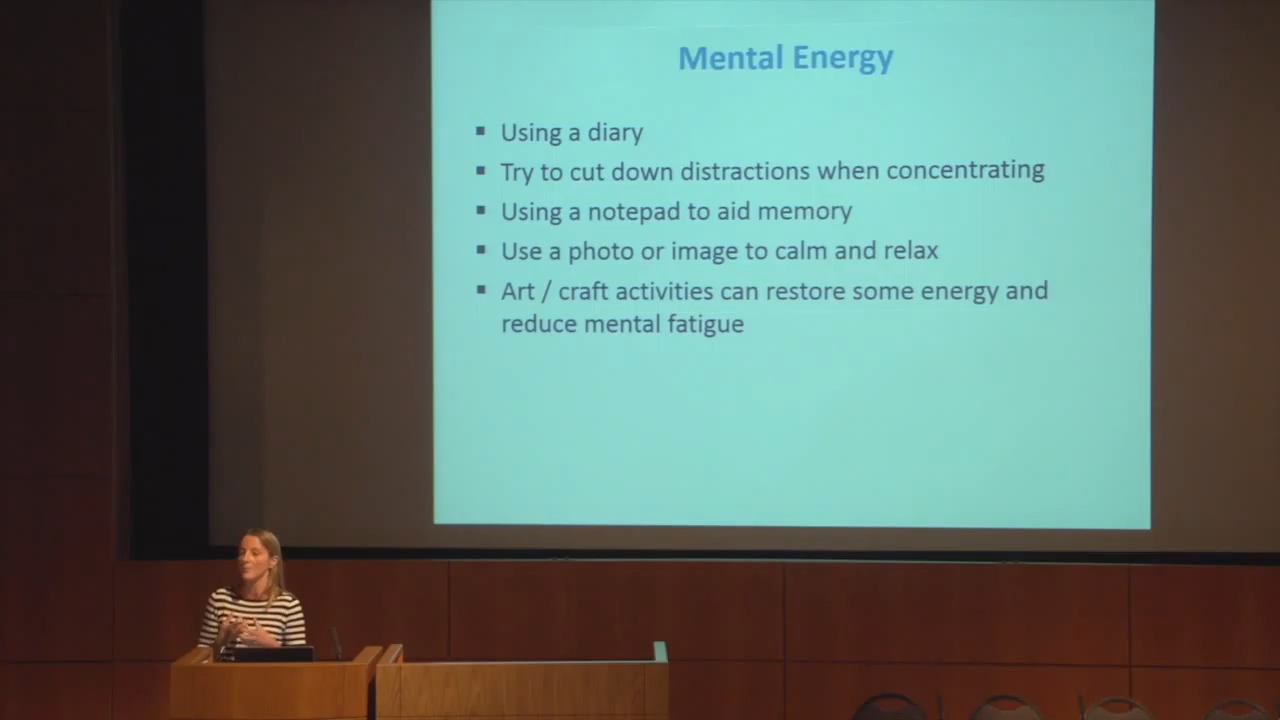 Mental Energy
▪ Using a diary
▪ Try to cut down distractions when concentrating
▪ Using a notepad to aid memory
▪ Use a photo or image to calm and relax
▪ Art / craft activities can restore some energy and
reduce mental fatigue